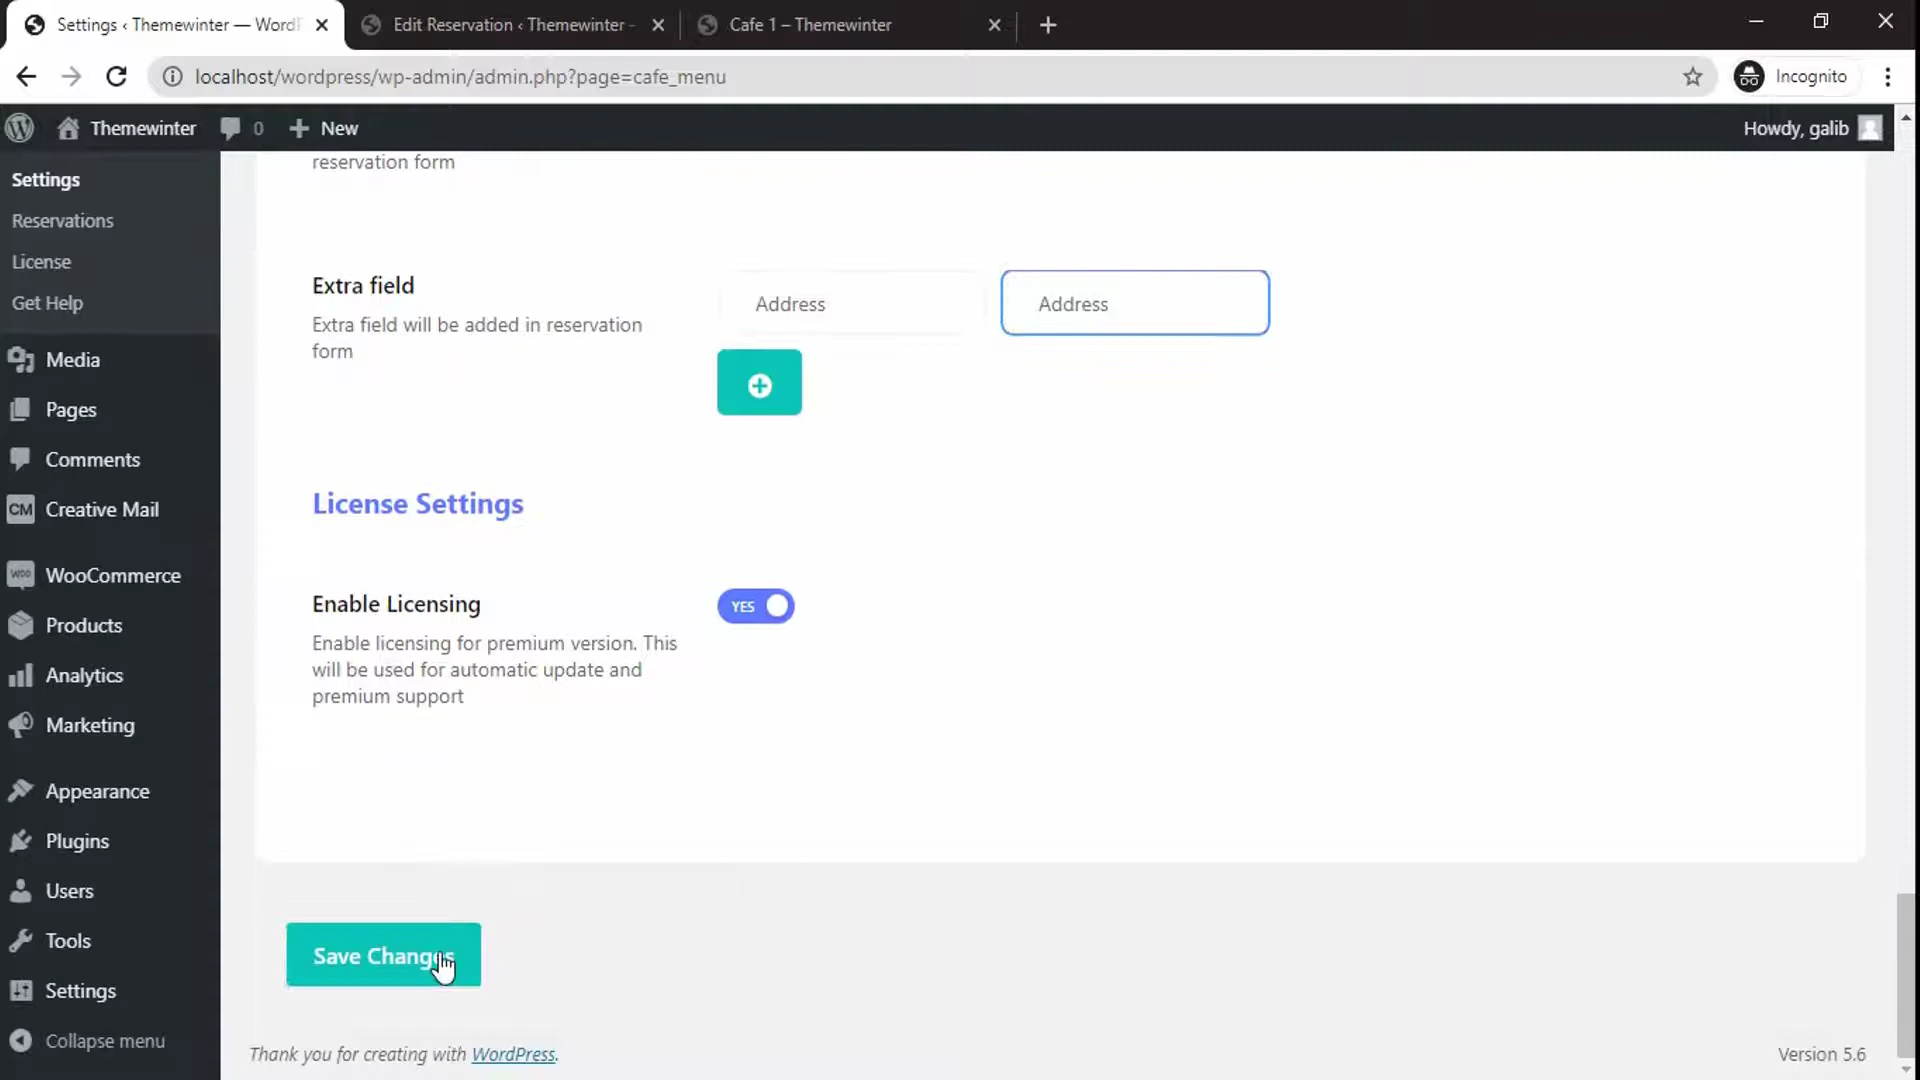 Settings ‹ Themewinter — Word
Edit Reservation ‹ Themewinter -
Cafe 1 – Themewinter
localhost/wordpress/wp-admin/admin.php?page=cafe_menu
Incognito
Themewinter
0
New
Howdy, galib
Settings
Reservations
License
Get Help
Media
Pages
Comments
CM Creative Mail
WOO WooCommerce
Products
Analytics
Marketing
Appearance
Plugins
Users
Tools
Settings
Collapse menu
reservation form
Extra field
Extra field will be added in reservation
form
Address
Address
License Settings
Enable Licensing
Enable licensing for premium version. This
will be used for automatic update and
premium support
YES
Save Changes
Thank you for creating with WordPress.
Version 5.6